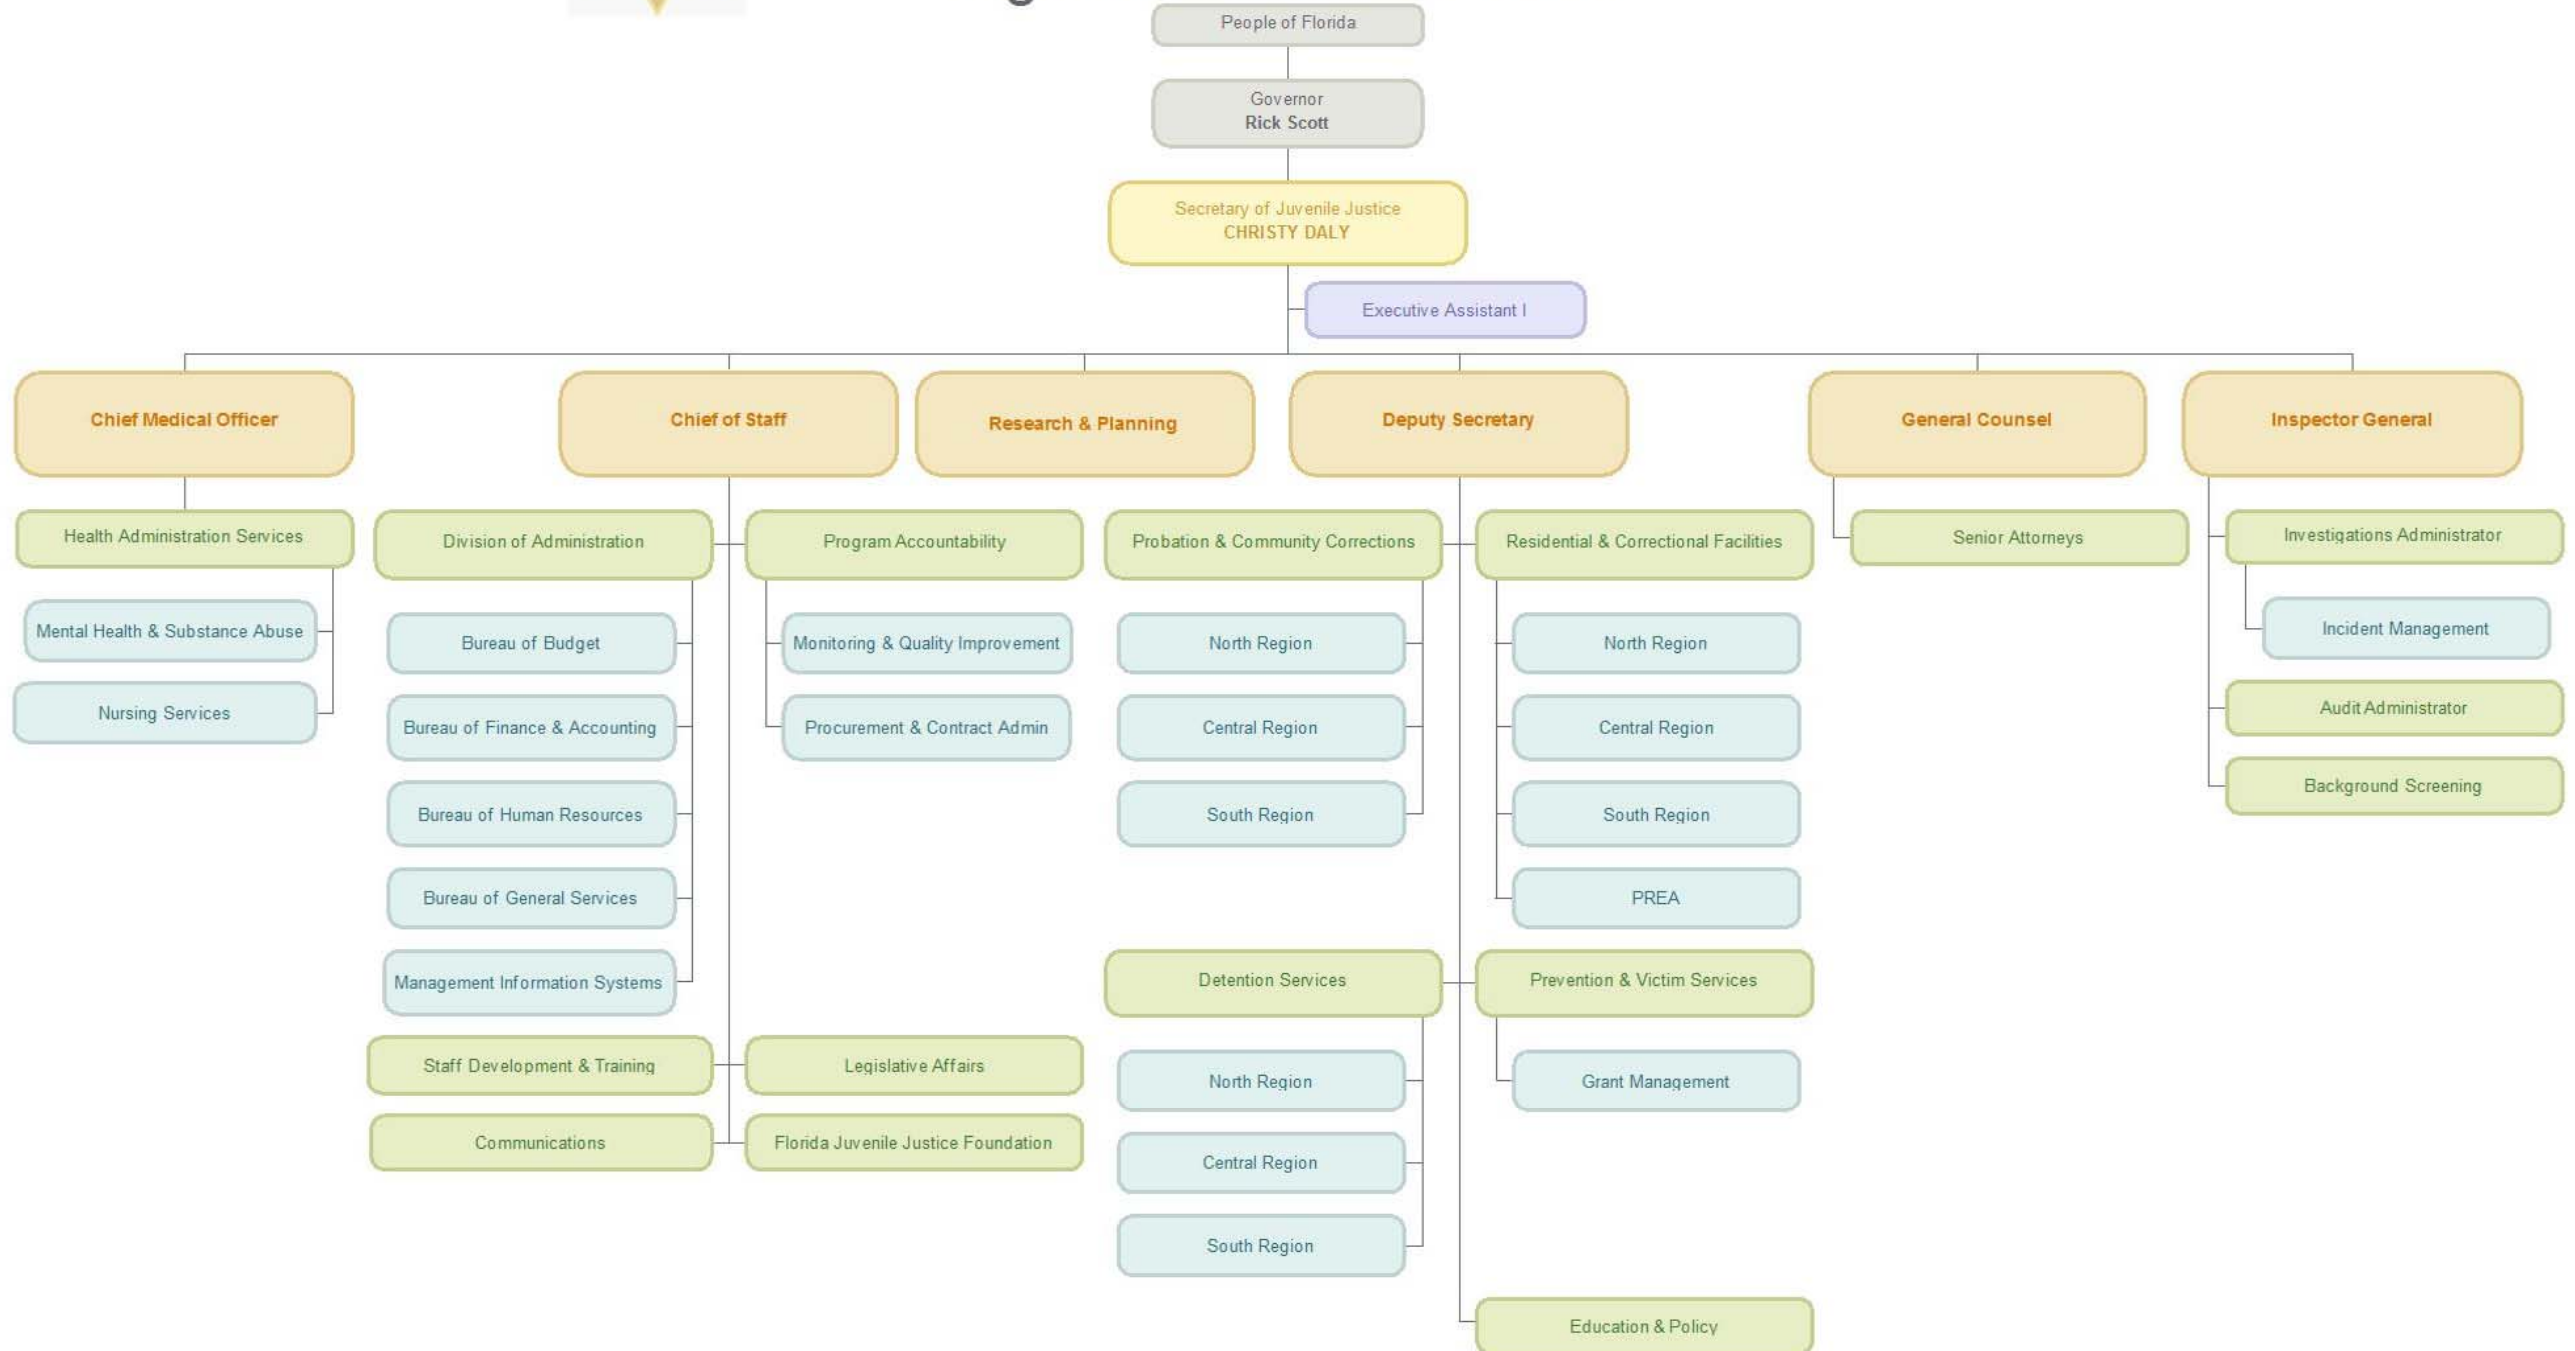 People of Florida
Governor
Rick Scott
Secretary of Juvenile Justice
CHRISTY DALY
Executive Assistant I
Chief Medical Officer
Chief of Staff
Research & Planning
Deputy Secretary
General Counsel
Inspector General
Health Administration Services
Mental Health & Substance Abuse
Nursing Services
Division of Administration
Bureau of Budget
Bureau of Finance & Accounting
Bureau of Human Resources
Bureau of General Services
Management Information Systems
Program Accountability
Monitoring & Quality Improvement
Procurement & Contract Admin
Staff Development & Training
Legislative Affairs
Communications
Florida Juvenile Justice Foundation
Probation & Community Corrections
North Region
Central Region
South Region
Residential & Correctional Facilities
North Region
Central Region
South Region
PREA
Detention Services
North Region
Central Region
South Region
Prevention & Victim Services
Grant Management
Education & Policy
Senior Attorneys
Investigations Administrator
Incident Management
Audit Administrator
Background Screening